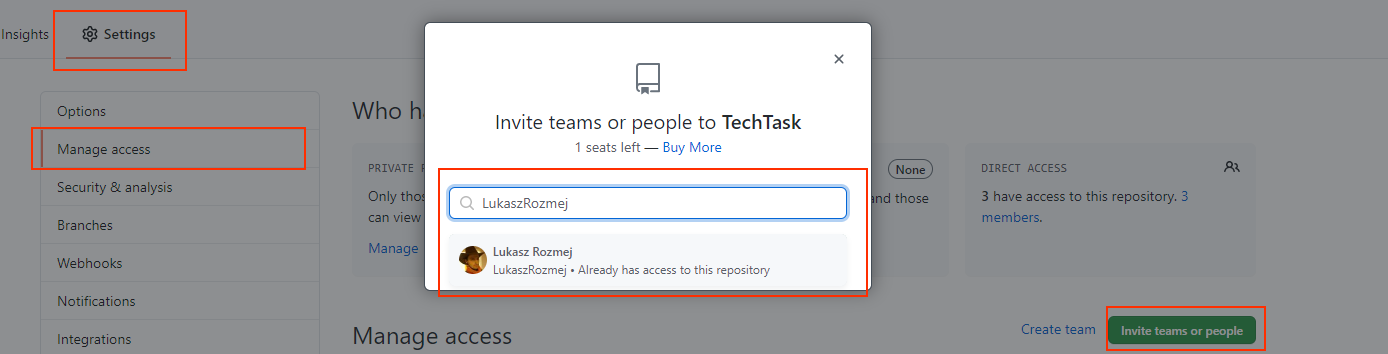 Insights
Settings
Options
Manage access
Security & analysis
Branches
Webhooks
Notifications
Integrations
Who ha
PRIVATE R
Only thos
can view
Manage
Invite teams or people to TechTask
1 seats left — Buy More
LukaszRozmej
Lukasz Rozmej
LukaszRozmej • Already has access to this repository
None
and those
DIRECT ACCESS
3 have access to this repository. 3
members.
Manage access
Create team
Invite teams or people